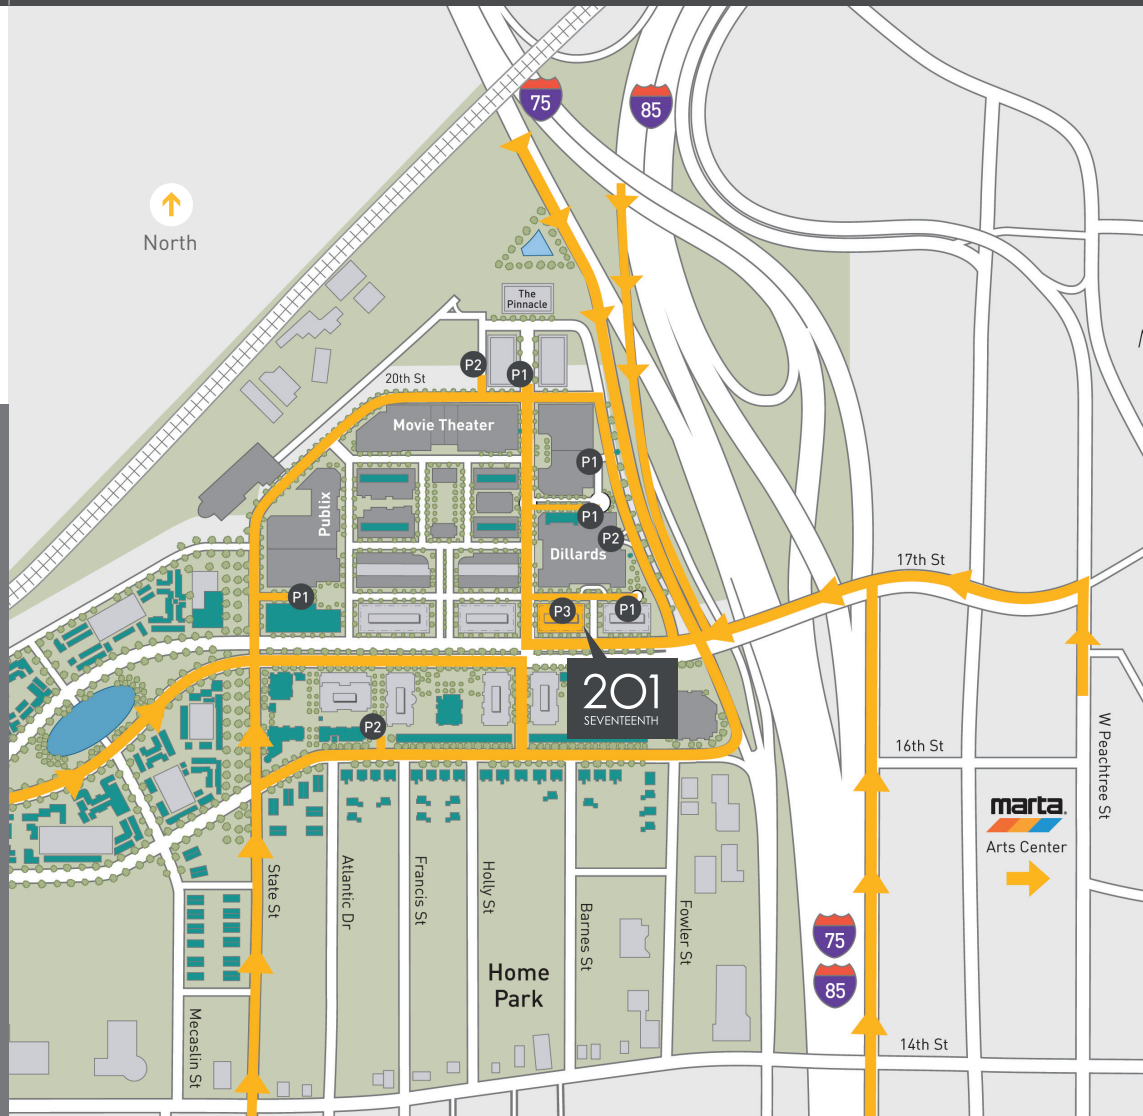 75
85
North
The
Pinnacle
P2
P1
20th St
Movie Theater
P1
Publix
P1
P2
Dillards
17th St
P1
P3
P1
201
SEVENTEENTH
P2
16th St
W Peachtree St
marta
Arts Center
State St
Atlantic Dr
Francis St
Holly St
Barnes St
Fowler St
75
85
Home
Park
Mecaslin St
14th St